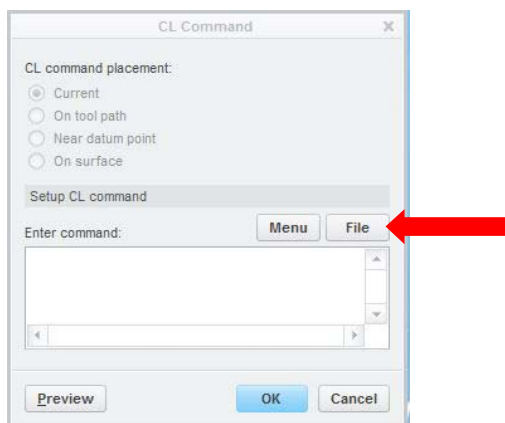 CL Command
CL command placement:
Current
On tool path
Near datum point
On surface
Setup CL command
Enter command: Menu File
Preview OK Cancel